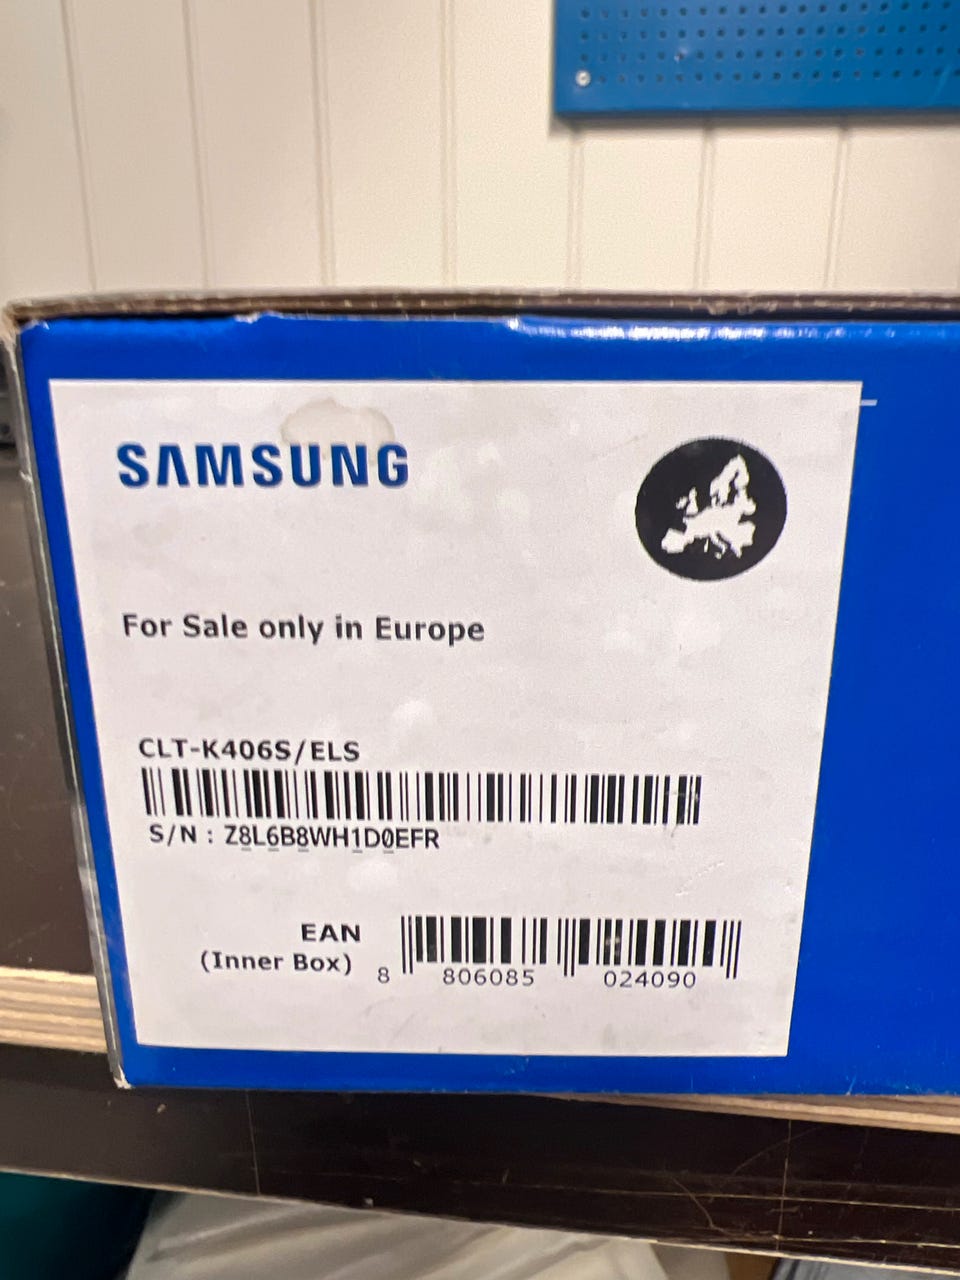 SAMSUNG
For Sale only in Europe
CLT-K406S/ELS
S/N : Z8L6B8WH1D0EFR
EAN
(Inner Box)
8 806085 024090